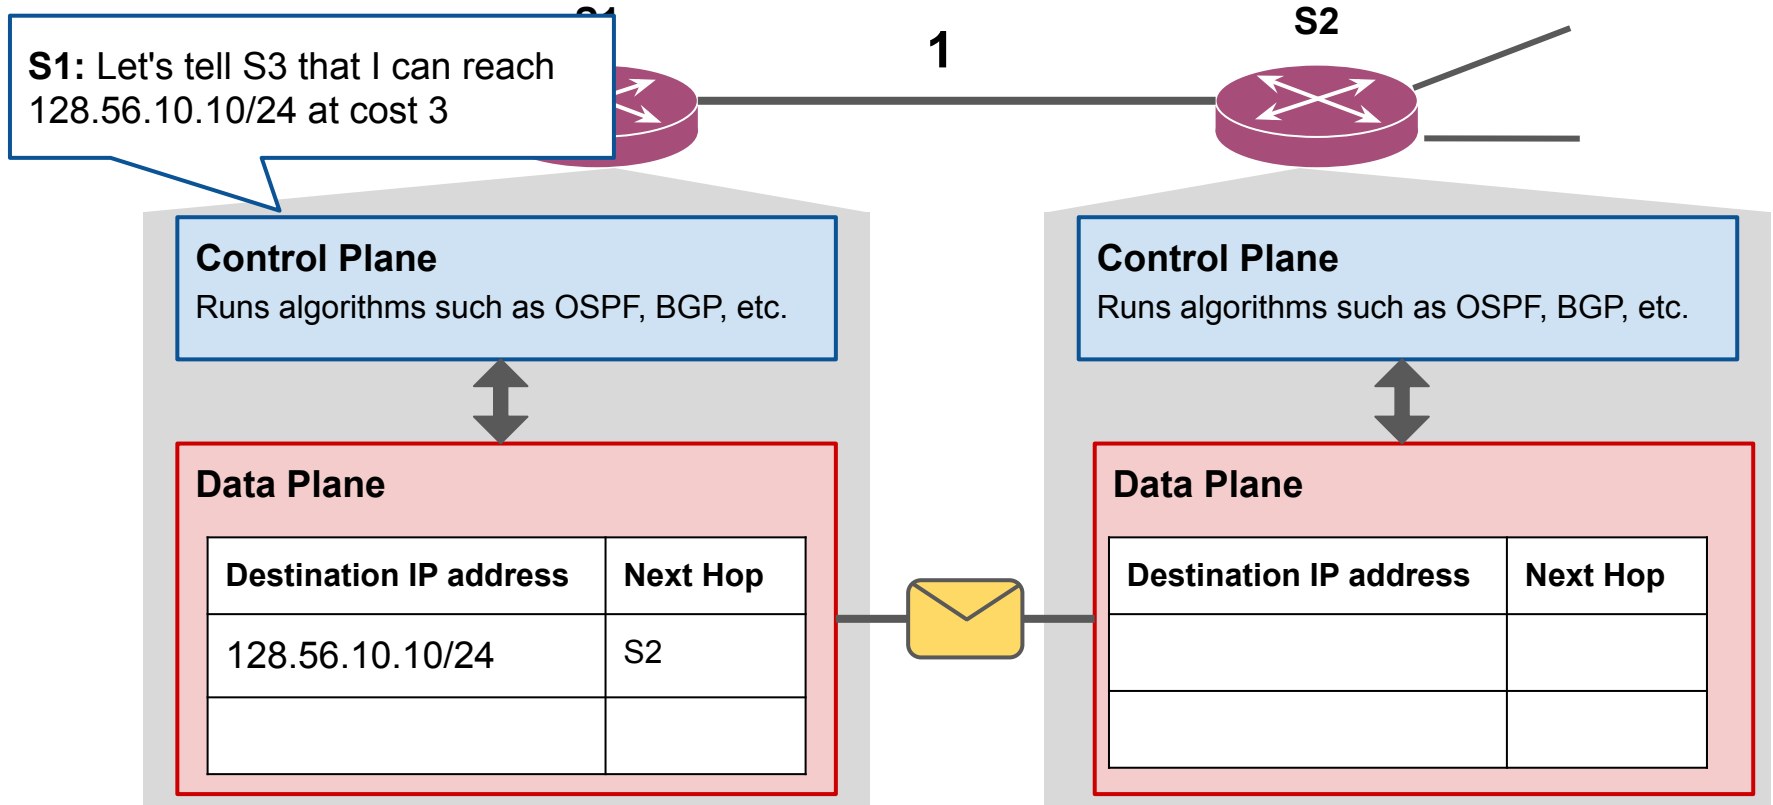 S1
1
S2
S1: Let's tell S3 that I can reach
128.56.10.10/24 at cost 3
Control Plane
Runs algorithms such as OSPF, BGP, etc.
Control Plane
Runs algorithms such as OSPF, BGP, etc.
Data Plane
Destination IP address Next Hop
128.56.10.10/24 S2
Data Plane
Destination IP address Next Hop